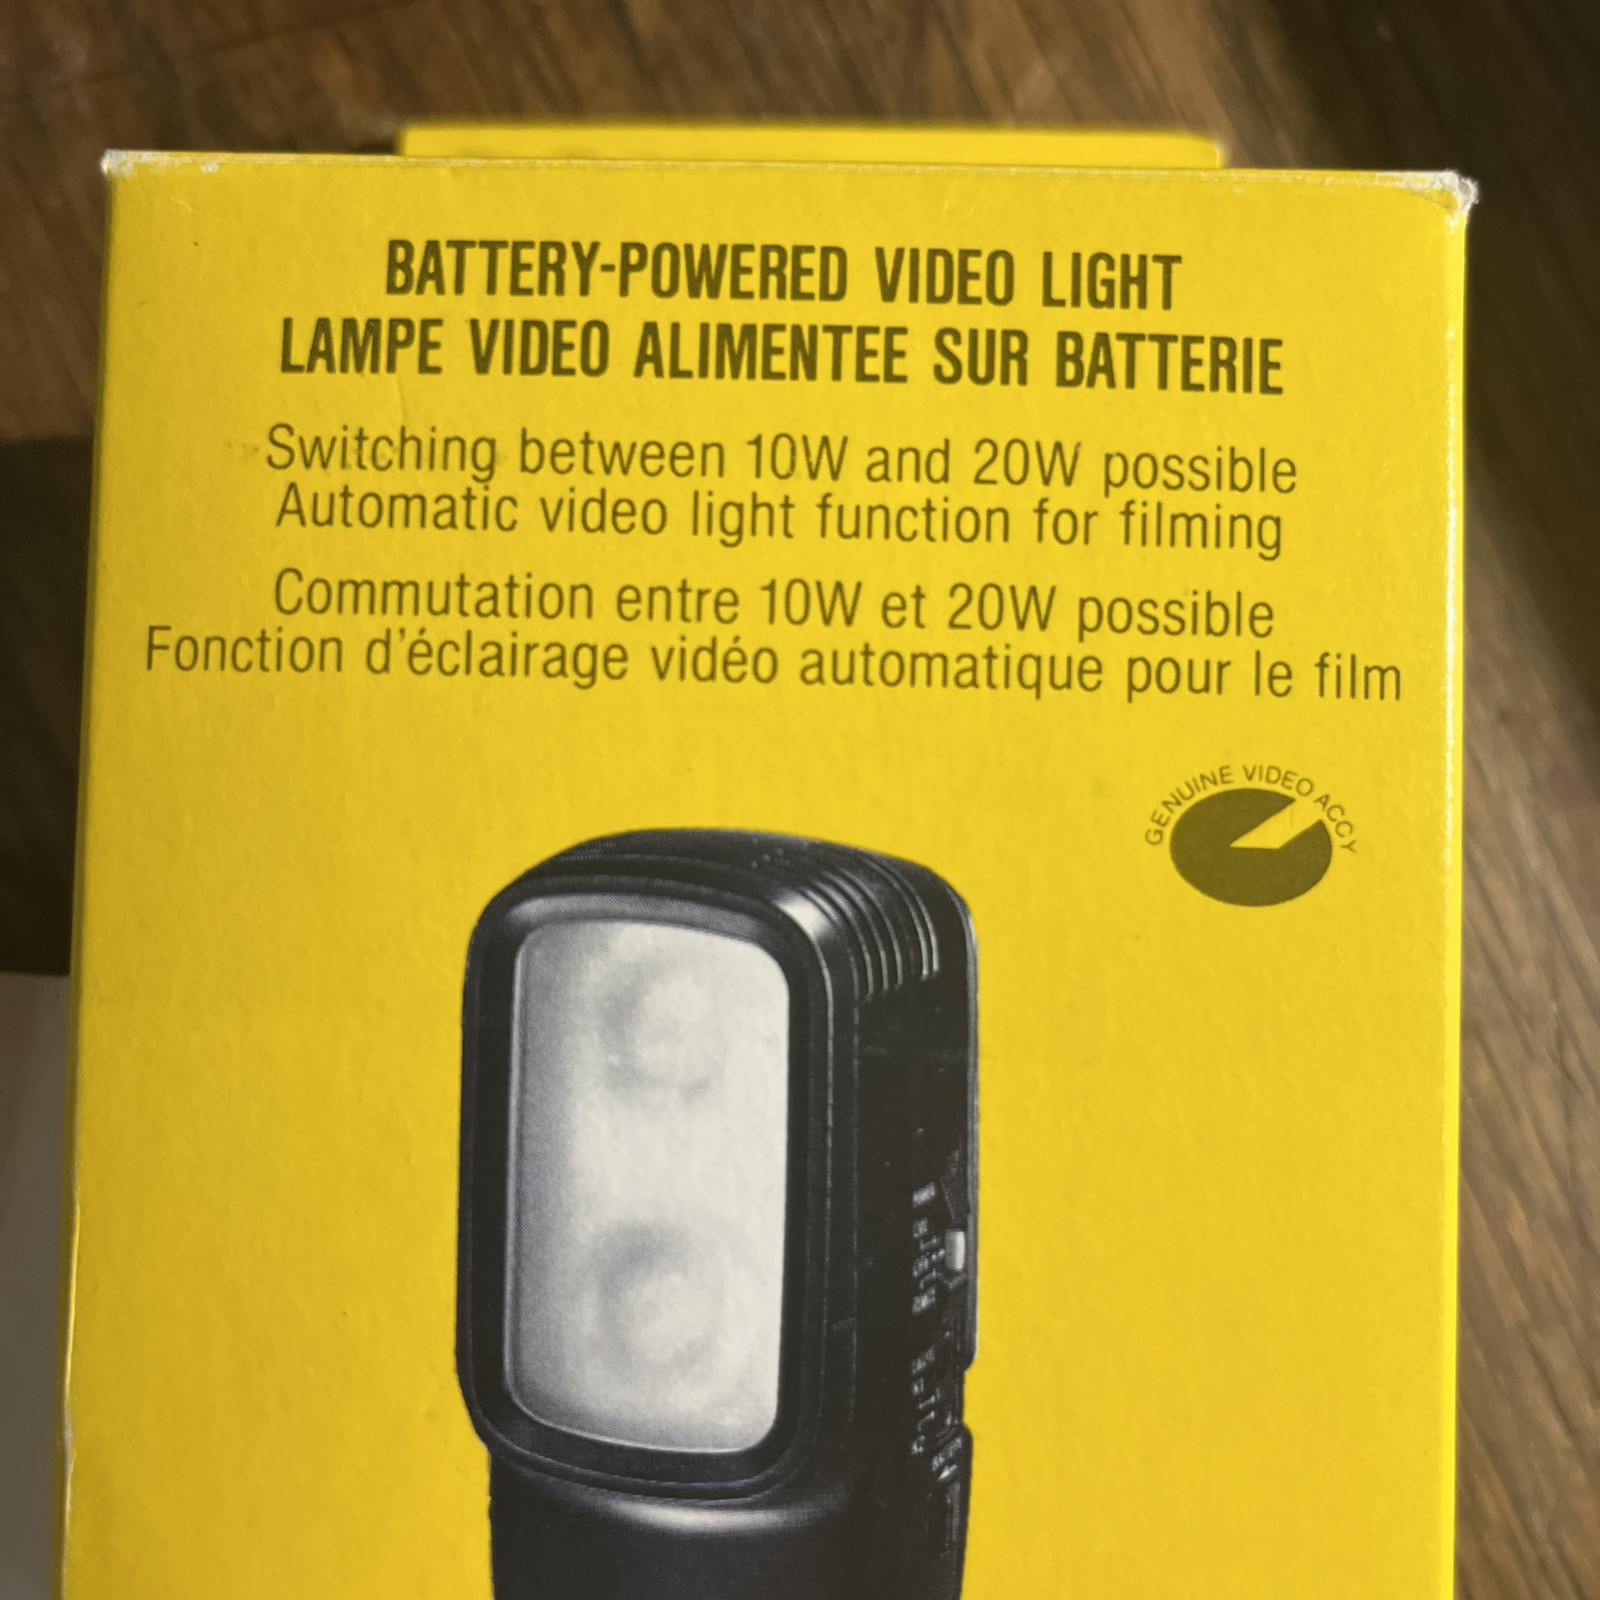 BATTERY-POWERED VIDEO LIGHT
LAMPE VIDEO ALIMENTEE SUR BATTERIE
Switching between 10W and 20W possible
Automatic video light function for filming
Commutation entre 10W et 20W possible
Fonction d'éclairage vidéo automatique pour le film
GENUINE VIDEO ACCY